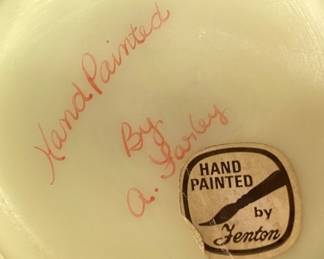 Hand Painted
By
A. Farley
HAND
PAINTED
by
Fenton